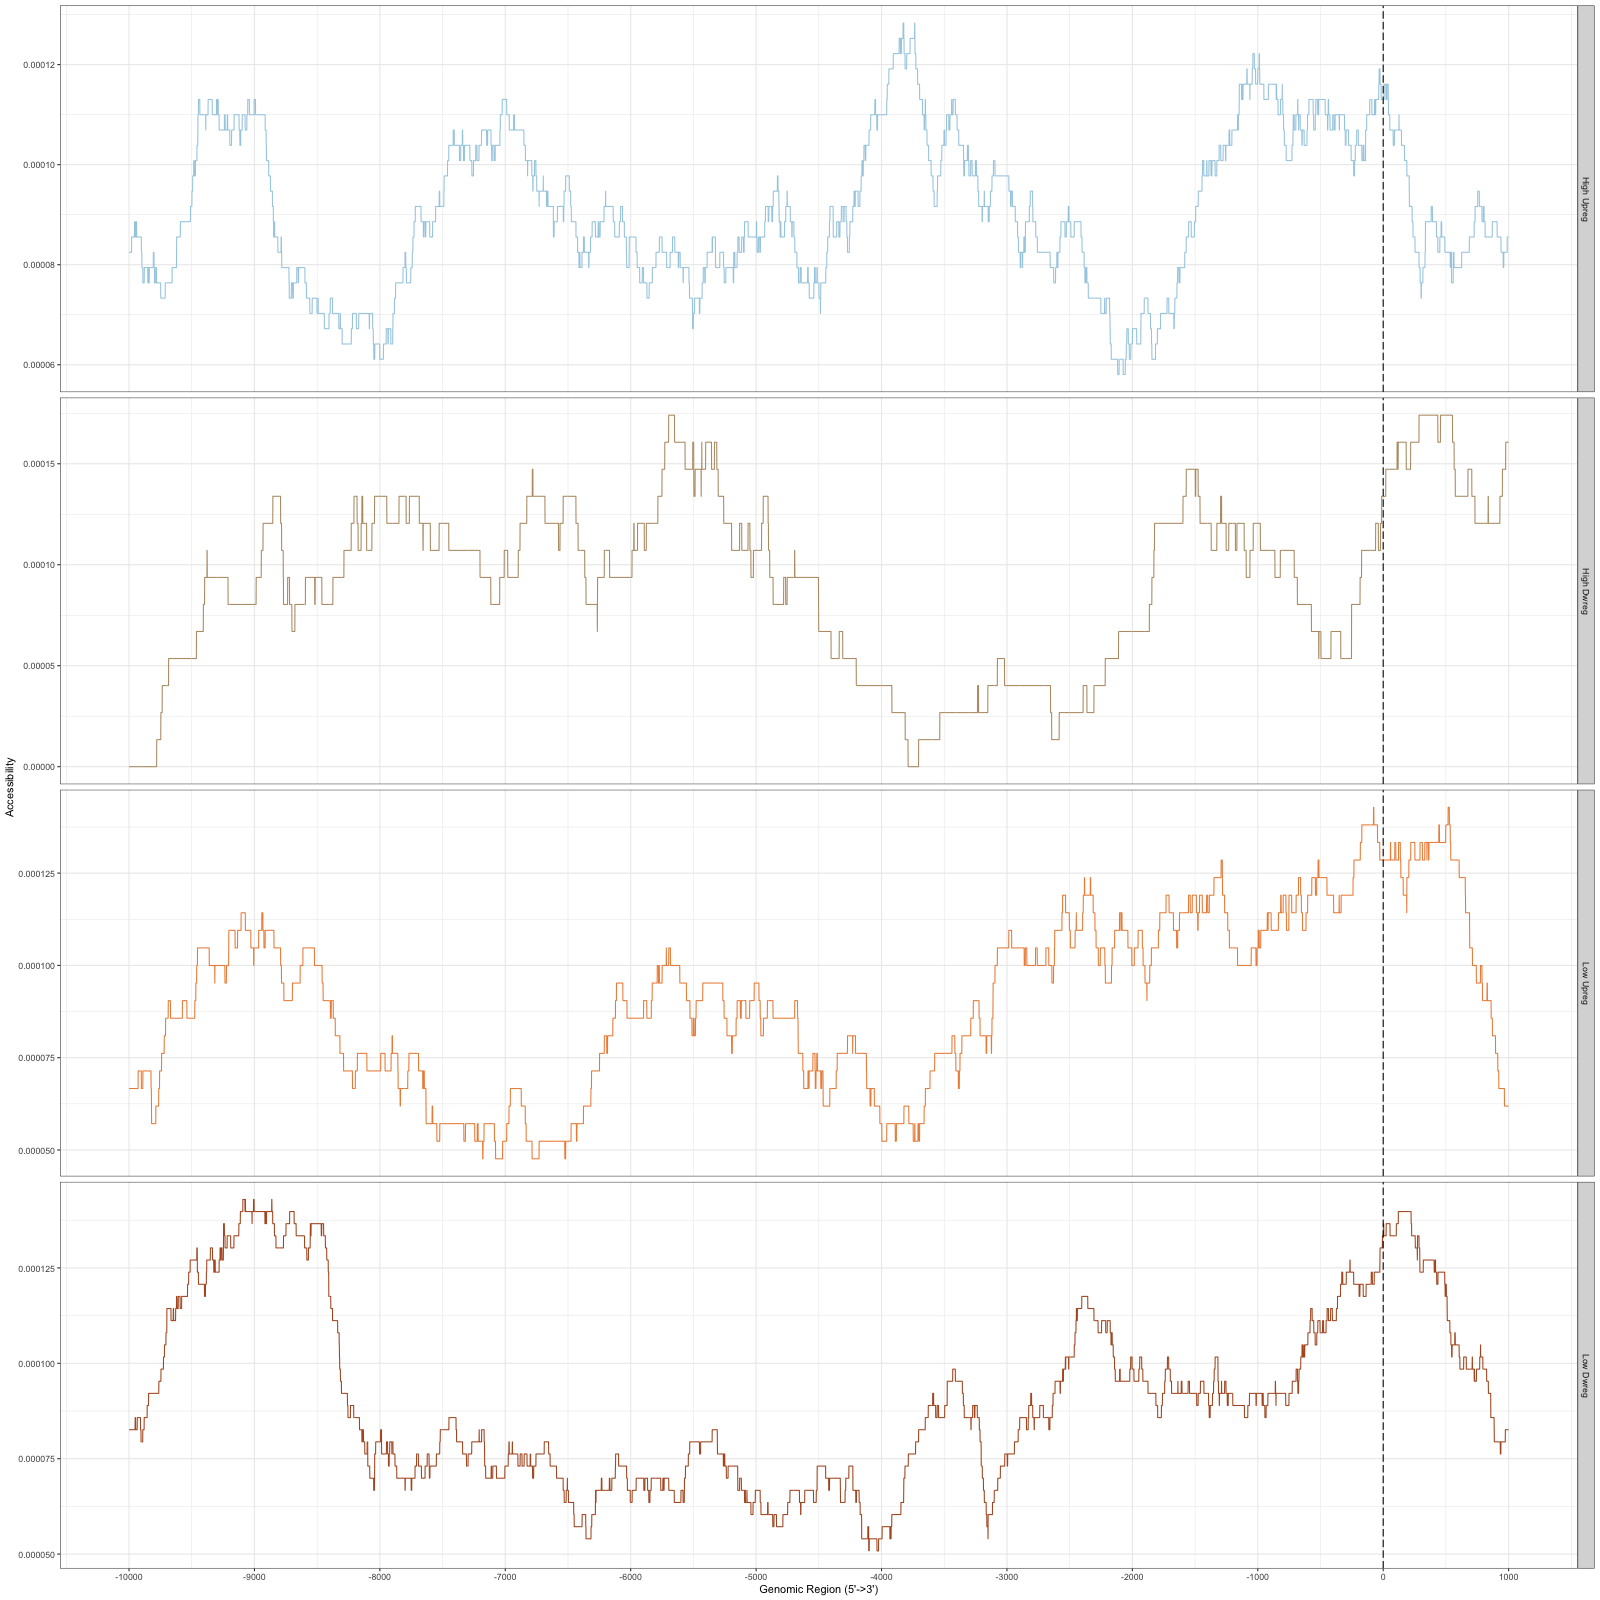 0.00012
0.00010
0.00008
0.00006
High Upreg
0.00015
0.00010
0.00005
0.00000
High Dwreg
Accessibility
0.000125
0.000100
0.000075
0.000050
Low Upreg
0.000125
0.000100
0.000075
0.000050
Low Dwreg
-10000 -9000 -8000 -7000 -6000 -5000 -4000 -3000 -2000 -1000 0 1000
Genomic Region (5'->3')